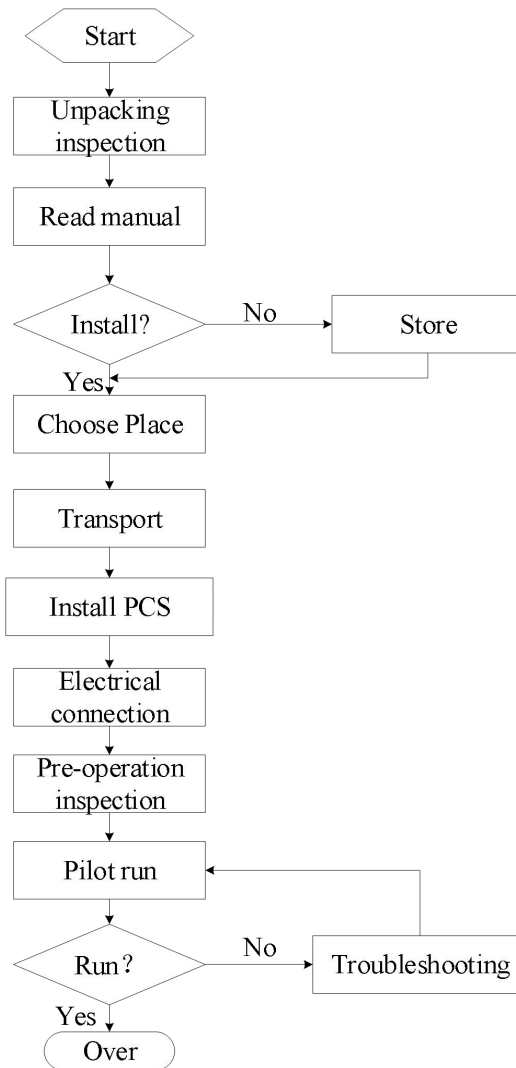 Start
Unpacking
inspection
Read manual
Install?
No
Store
Yes
Choose Place
Transport
Install PCS
Electrical
connection
Pre-operation
inspection
Pilot run
Run？
No
Troubleshooting
Yes
Over